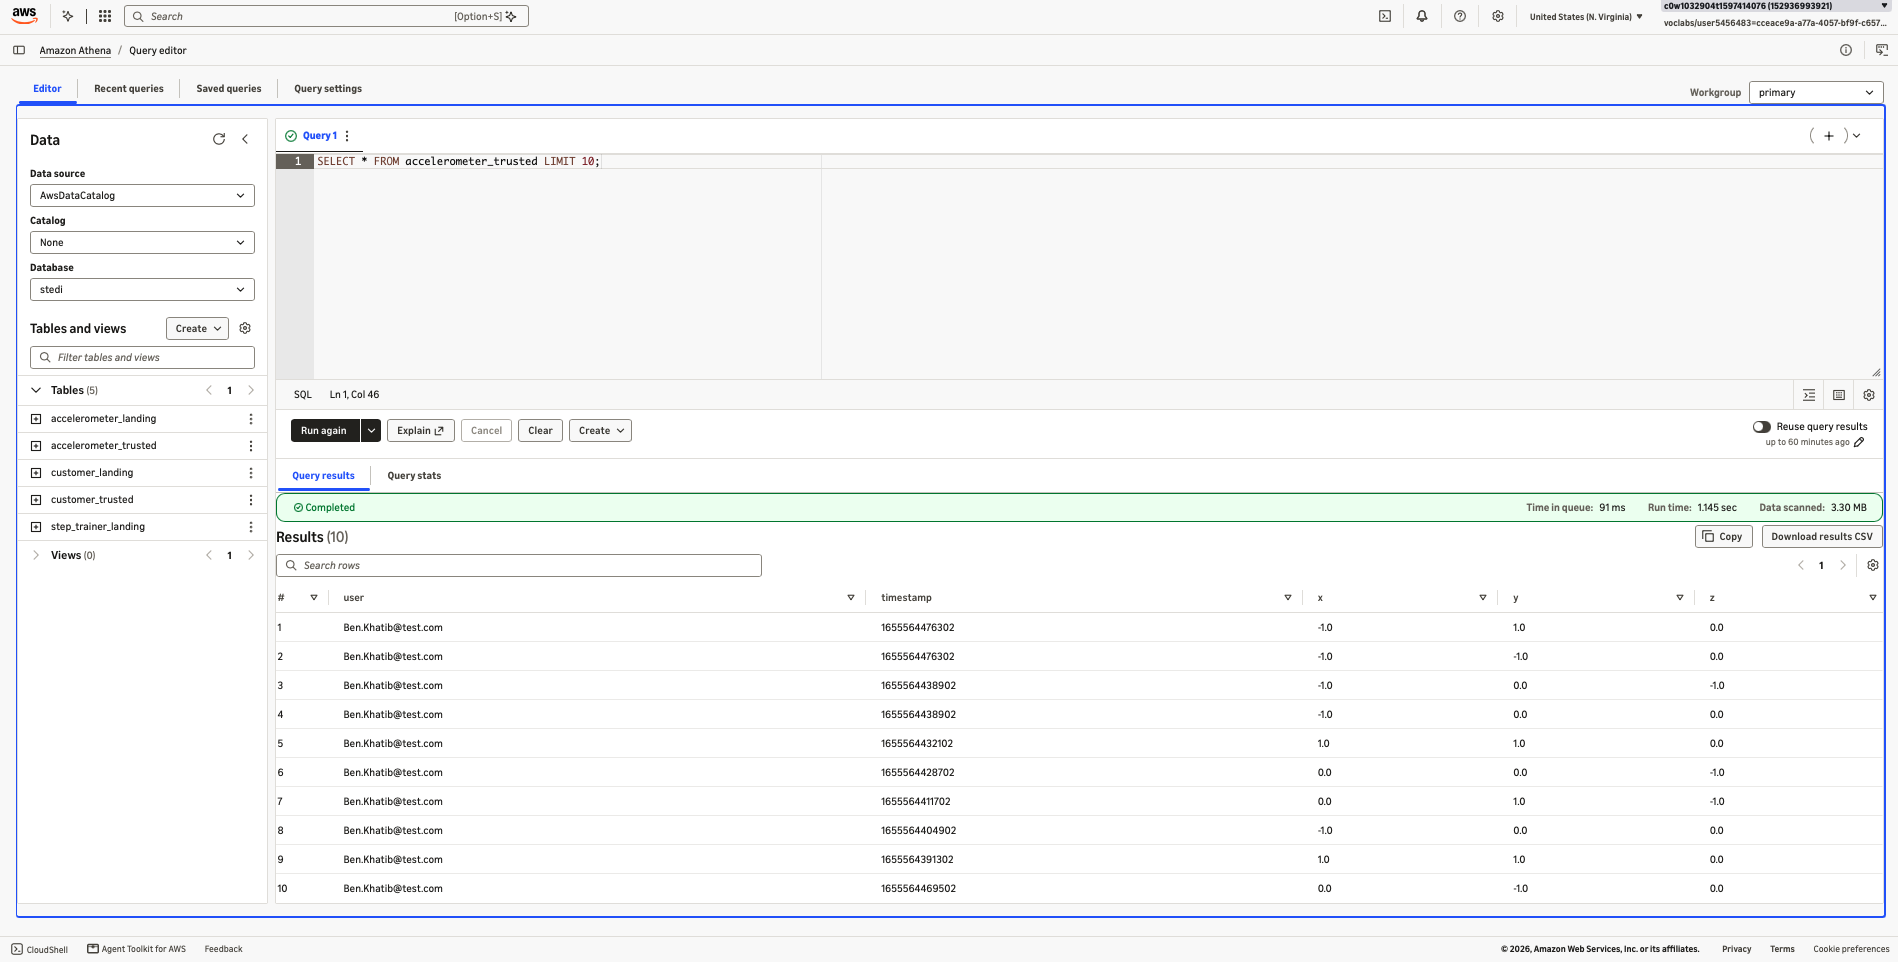 aws
Search [Option+S]
United States (N. Virginia)
c0w1032904t1597414076 (152936993921)
voclabs/user5456483=cceace9a-a77a-4057-bf9f-c657...
Amazon Athena / Query editor
Editor Recent queries Saved queries Query settings
Workgroup primary
Data
Data source
AwsDataCatalog
Catalog
None
Database
stedi
Tables and views Create
Filter tables and views
Tables (5) 1
accelerometer_landing
accelerometer_trusted
customer_landing
customer_trusted
step_trainer_landing
Views (0) 1
Query 1
1 SELECT * FROM accelerometer_trusted LIMIT 10;
SQL Ln 1, Col 46
Run again Explain Cancel Clear Create
Reuse query results
up to 60 minutes ago
Query results Query stats
Completed Time in queue: 91 ms Run time: 1.145 sec Data scanned: 3.30 MB
Results (10) Copy Download results CSV
Search rows 1
# user timestamp x y z
1 Ben.Khatib@test.com 1655564476302 -1.0 1.0 0.0
2 Ben.Khatib@test.com 1655564476302 -1.0 -1.0 0.0
3 Ben.Khatib@test.com 1655564438902 -1.0 0.0 -1.0
4 Ben.Khatib@test.com 1655564438902 -1.0 0.0 0.0
5 Ben.Khatib@test.com 1655564432102 1.0 1.0 0.0
6 Ben.Khatib@test.com 1655564428702 0.0 0.0 -1.0
7 Ben.Khatib@test.com 1655564411702 0.0 1.0 -1.0
8 Ben.Khatib@test.com 1655564404902 -1.0 0.0 0.0
9 Ben.Khatib@test.com 1655564391302 1.0 1.0 0.0
10 Ben.Khatib@test.com 1655564469502 0.0 -1.0 0.0
CloudShell Agent Toolkit for AWS Feedback © 2026, Amazon Web Services, Inc. or its affiliates. Privacy Terms Cookie preferences